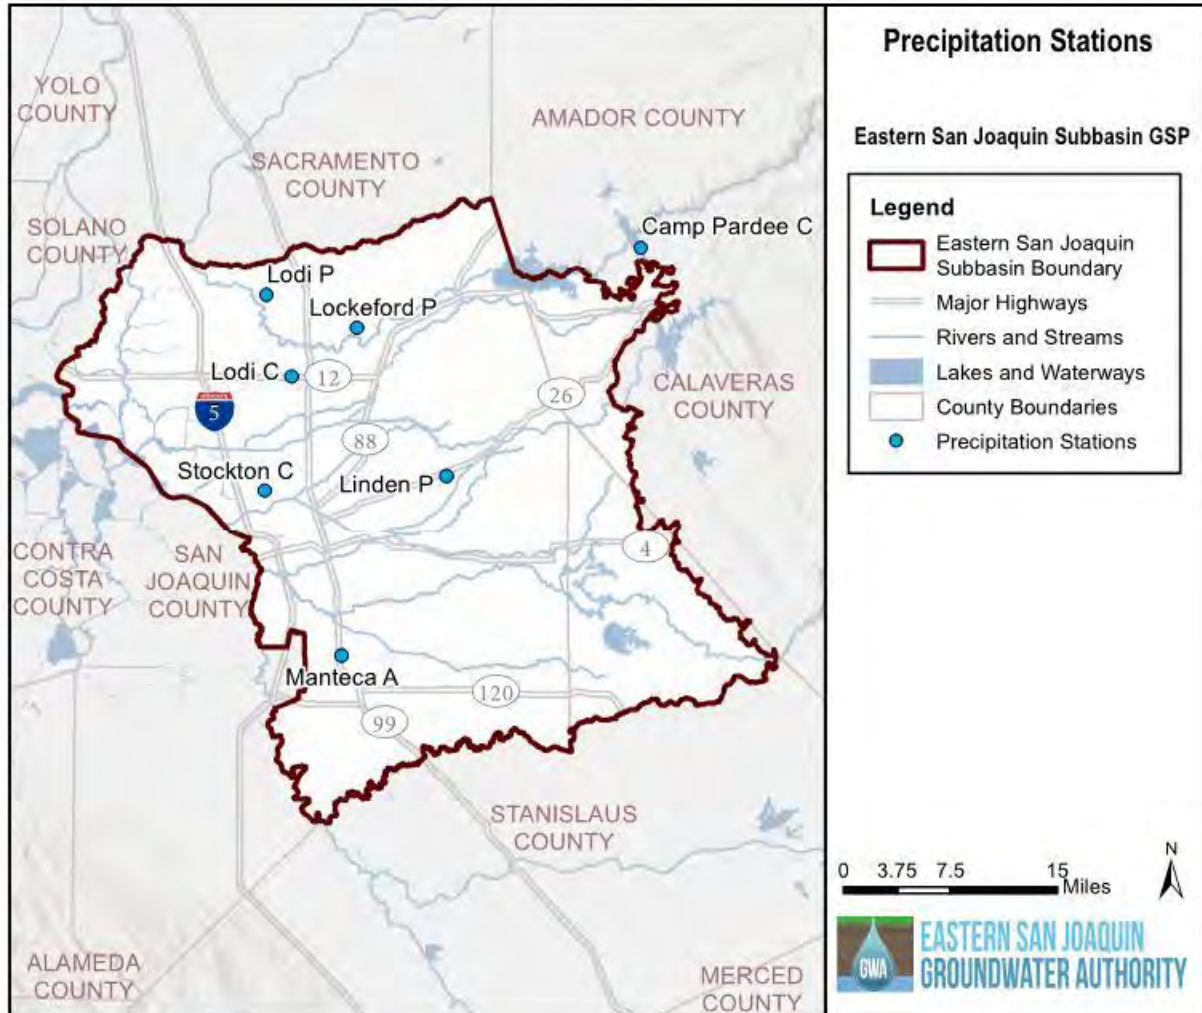 Precipitation Stations
Eastern San Joaquin Subbasin GSP
Legend
Eastern San Joaquin
Subbasin Boundary
Major Highways
Rivers and Streams
Lakes and Waterways
County Boundaries
Precipitation Stations
YOLO
COUNTY
AMADOR COUNTY
SACRAMENTO
COUNTY
SOLANO
COUNTY
Camp Pardee C
Lodi P
Lockeford P
Lodi C
12
5
26
CALAVERAS
COUNTY
88
Stockton C
Linden P
CONTRA
COSTA
COUNTY
SAN
JOAQUIN
COUNTY
4
Manteca A
120
99
STANISLAUS
COUNTY
ALAMEDA
COUNTY
MERCED
COUNTY
N
0 3.75 7.5 15
Miles
GWA
EASTERN SAN JOAQUIN
GROUNDWATER AUTHORITY